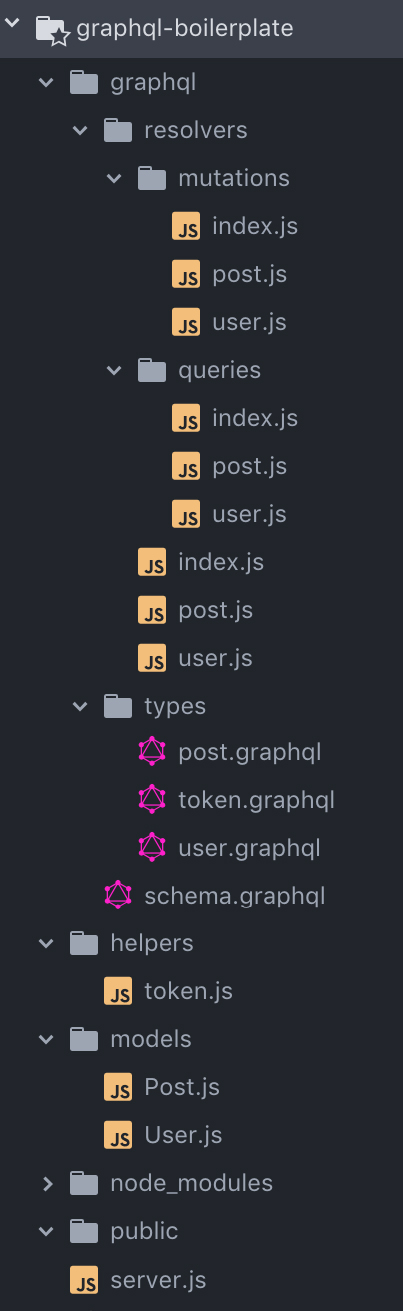 graphql-boilerplate
graphql
resolvers
mutations
JS index.js
JS post.js
JS user.js
queries
JS index.js
JS post.js
JS user.js
JS index.js
JS post.js
JS user.js
types
post.graphql
token.graphql
user.graphql
schema.graphql
helpers
JS token.js
models
JS Post.js
JS User.js
node_modules
public
JS server.js